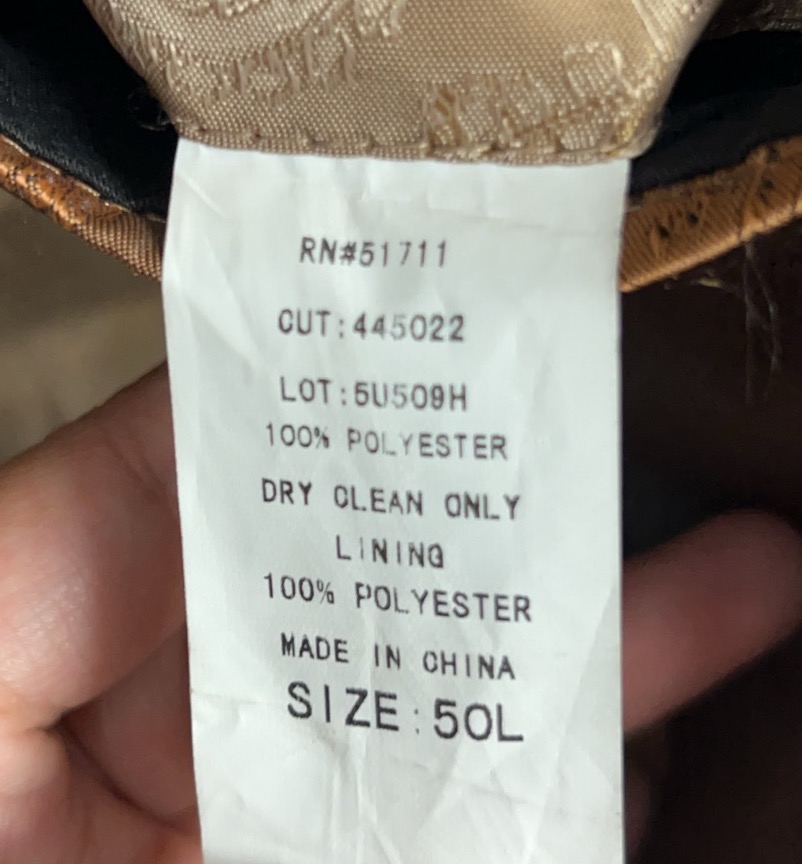 RN#51711
CUT:445022
LOT:5U509H
100% POLYESTER
DRY CLEAN ONLY
LINING
100% POLYESTER
MADE IN CHINA
SIZE:50L